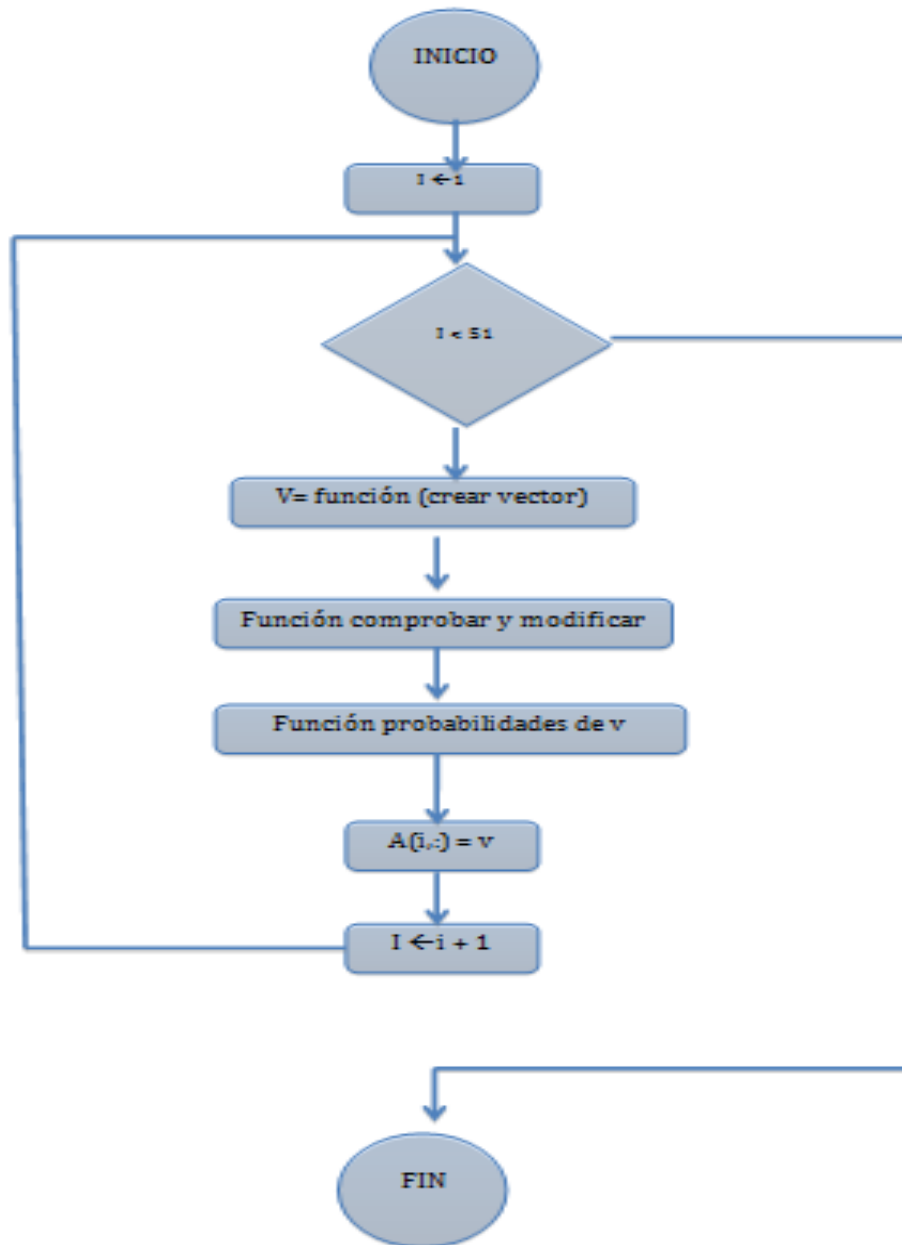 INICIO
I ←1
I < 51
V= función (crear vector)
Función comprobar y modificar
Función probabilidades de v
A(i,:) = v
I ←i + 1
FIN